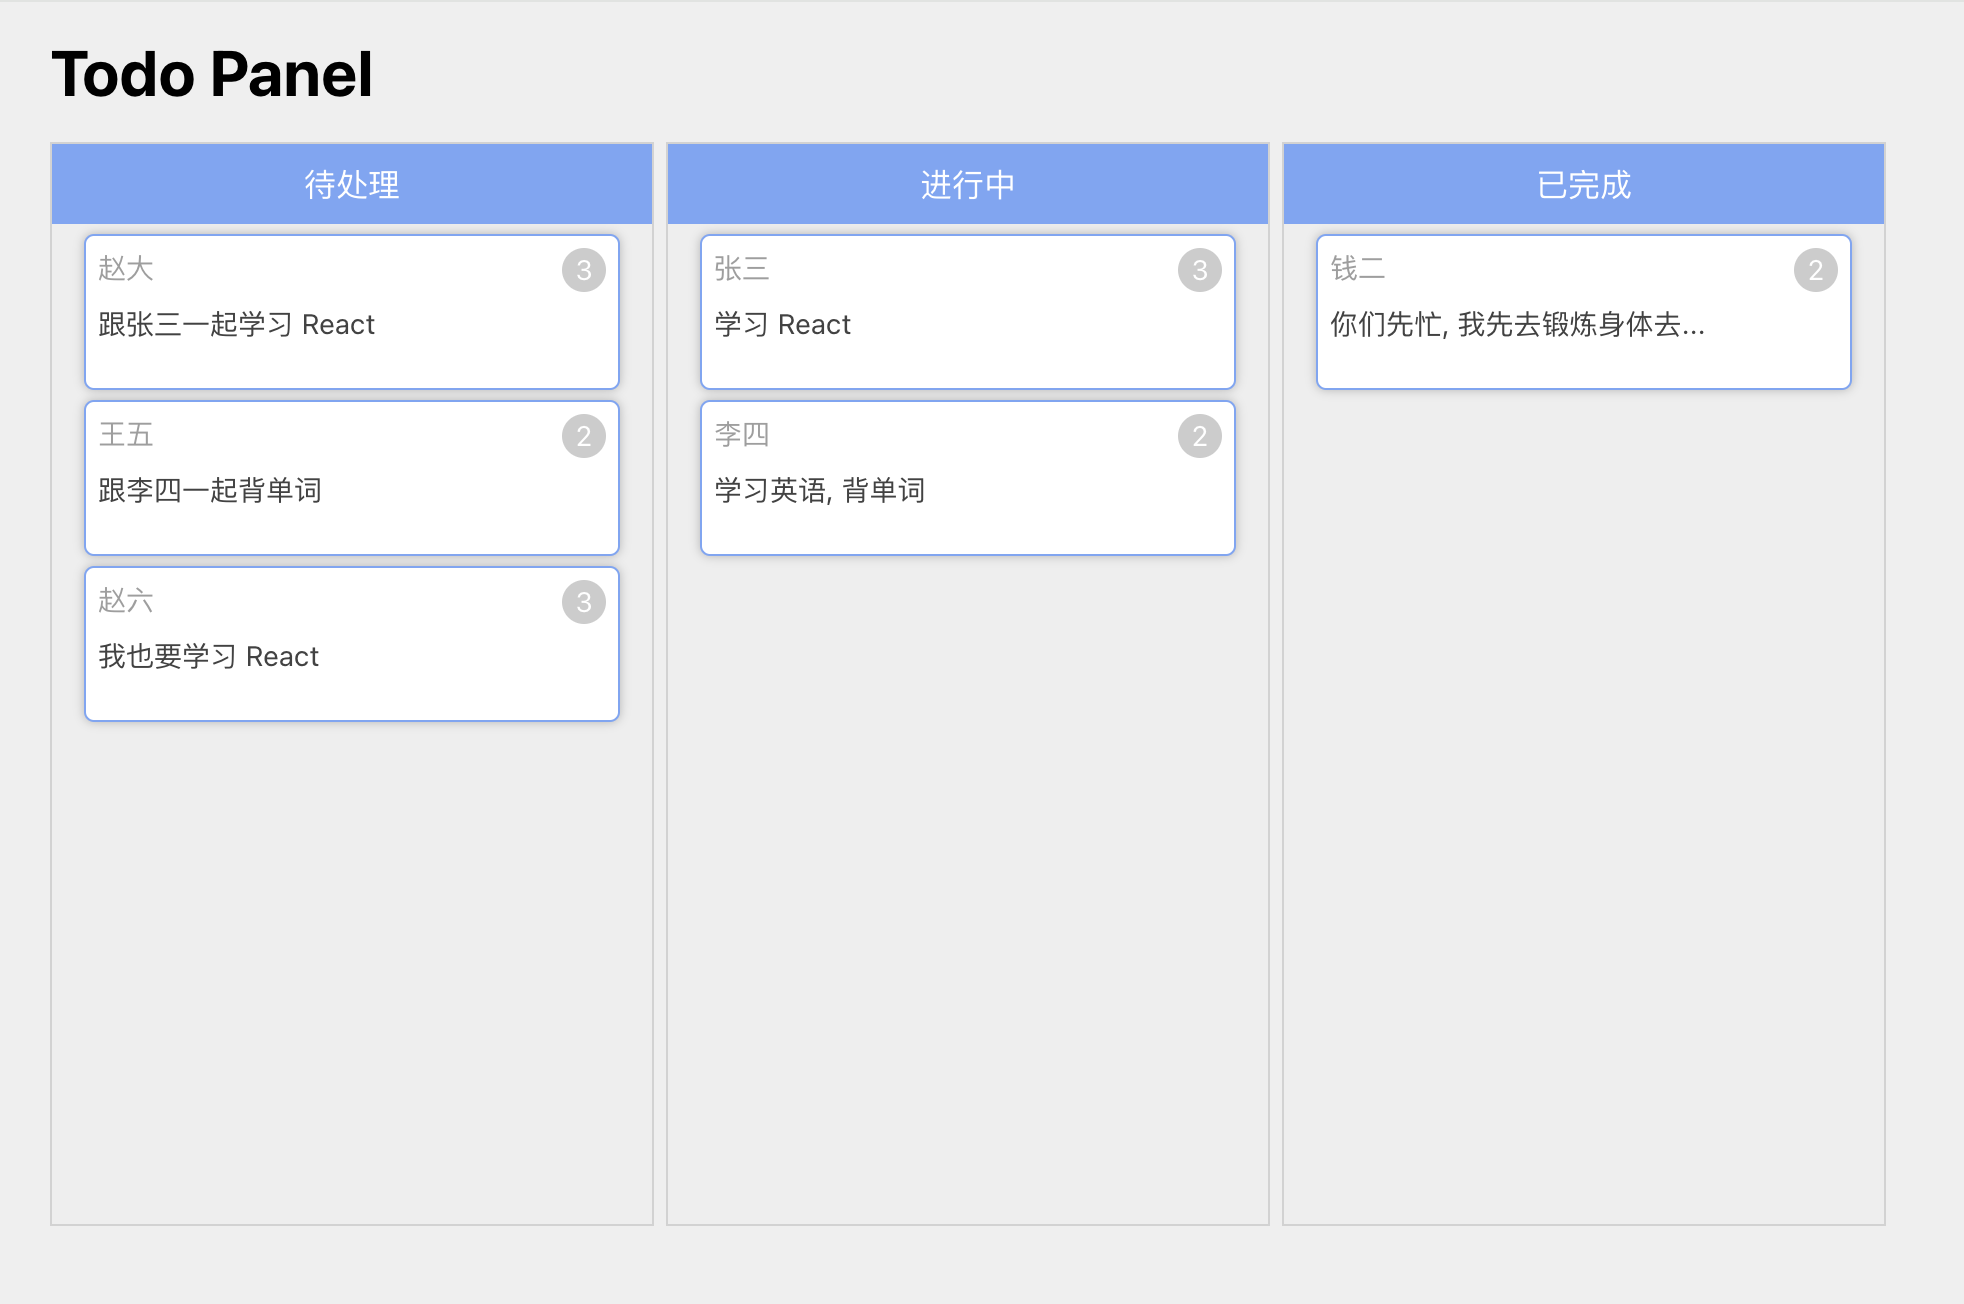 Todo Panel
待处理
赵大
3
跟张三一起学习 React
王五
2
跟李四一起背单词
赵六
3
我也要学习 React
进行中
张三
3
学习 React
李四
2
学习英语, 背单词
已完成
钱二
2
你们先忙, 我先去锻炼身体去...